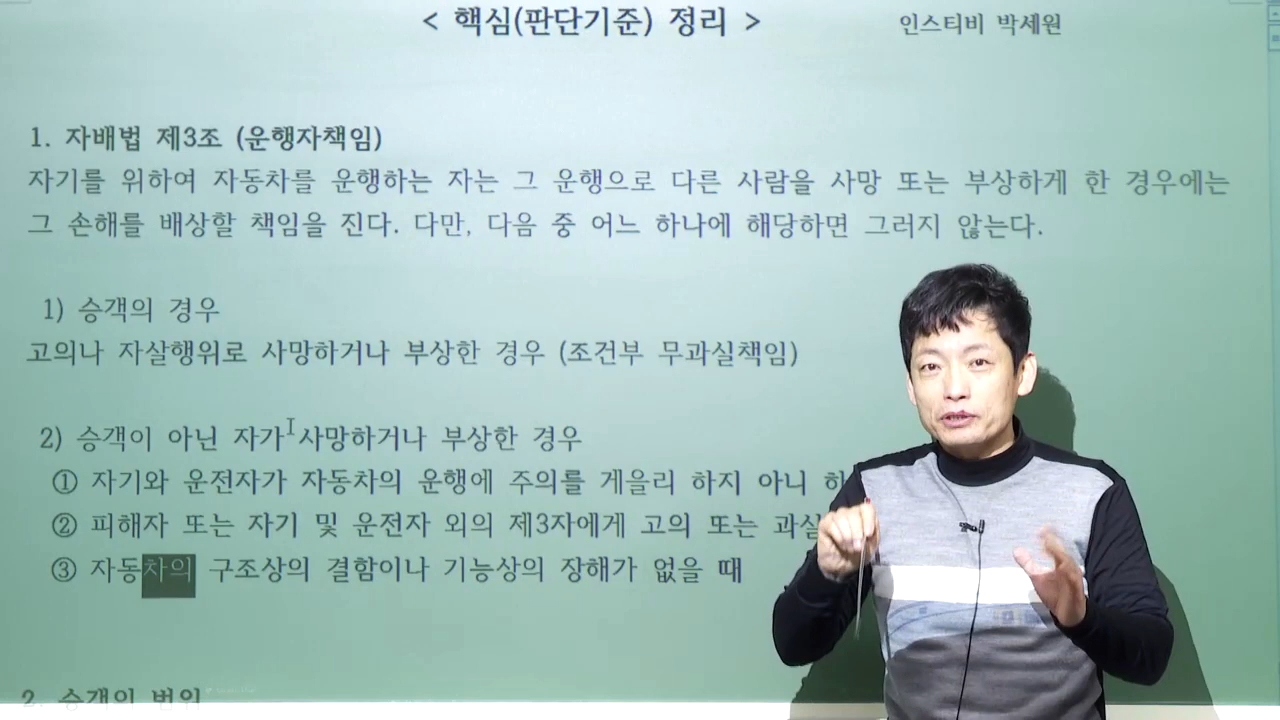 < 핵심(판단기준) 정리 >
인스티비 박세원
1. 자배법 제3조 (운행자책임)
자기를 위하여 자동차를 운행하는 자는 그 운행으로 다른 사람을 사망 또는 부상하게 한 경우에는
그 손해를 배상할 책임을 진다. 다만, 다음 중 어느 하나에 해당하면 그러지 않는다.
1) 승객의 경우
고의나 자살행위로 사망하거나 부상한 경우 (조건부 무과실책임)
2) 승객이 아닌 자가 사망하거나 부상한 경우
① 자기와 운전자가 자동차의 운행에 주의를 게을리 하지 아니 하
② 피해자 또는 자기 및 운전자 외의 제3자에게 고의 또는 과실
③ 자동차의 구조상의 결함이나 기능상의 장해가 없을 때
2. 승객의 범위